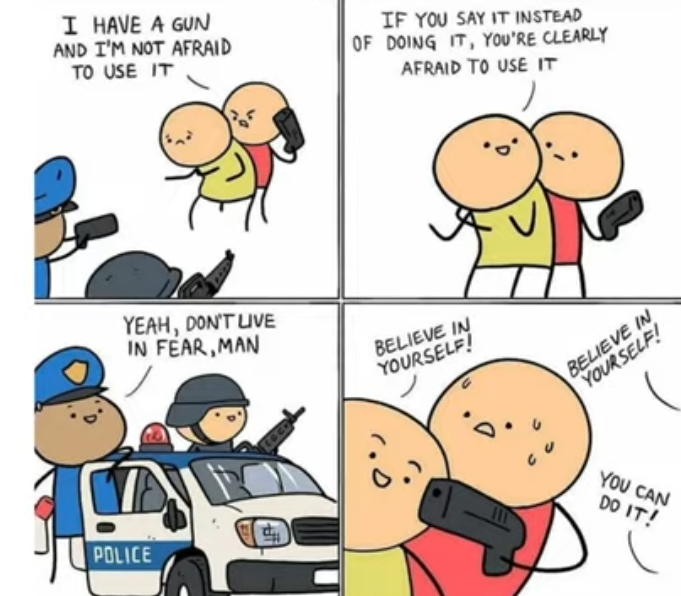 I HAVE A GUN
AND I'M NOT AFRAID
TO USE IT
IF YOU SAY IT INSTEAD
OF DOING IT, YOU'RE CLEARLY
AFRAID TO USE IT
YEAH, DON'T LIVE
IN FEAR, MAN
POLICE
BELIEVE IN
YOURSELF!
BELIEVE IN
YOURSELF!
YOU CAN
DO IT!